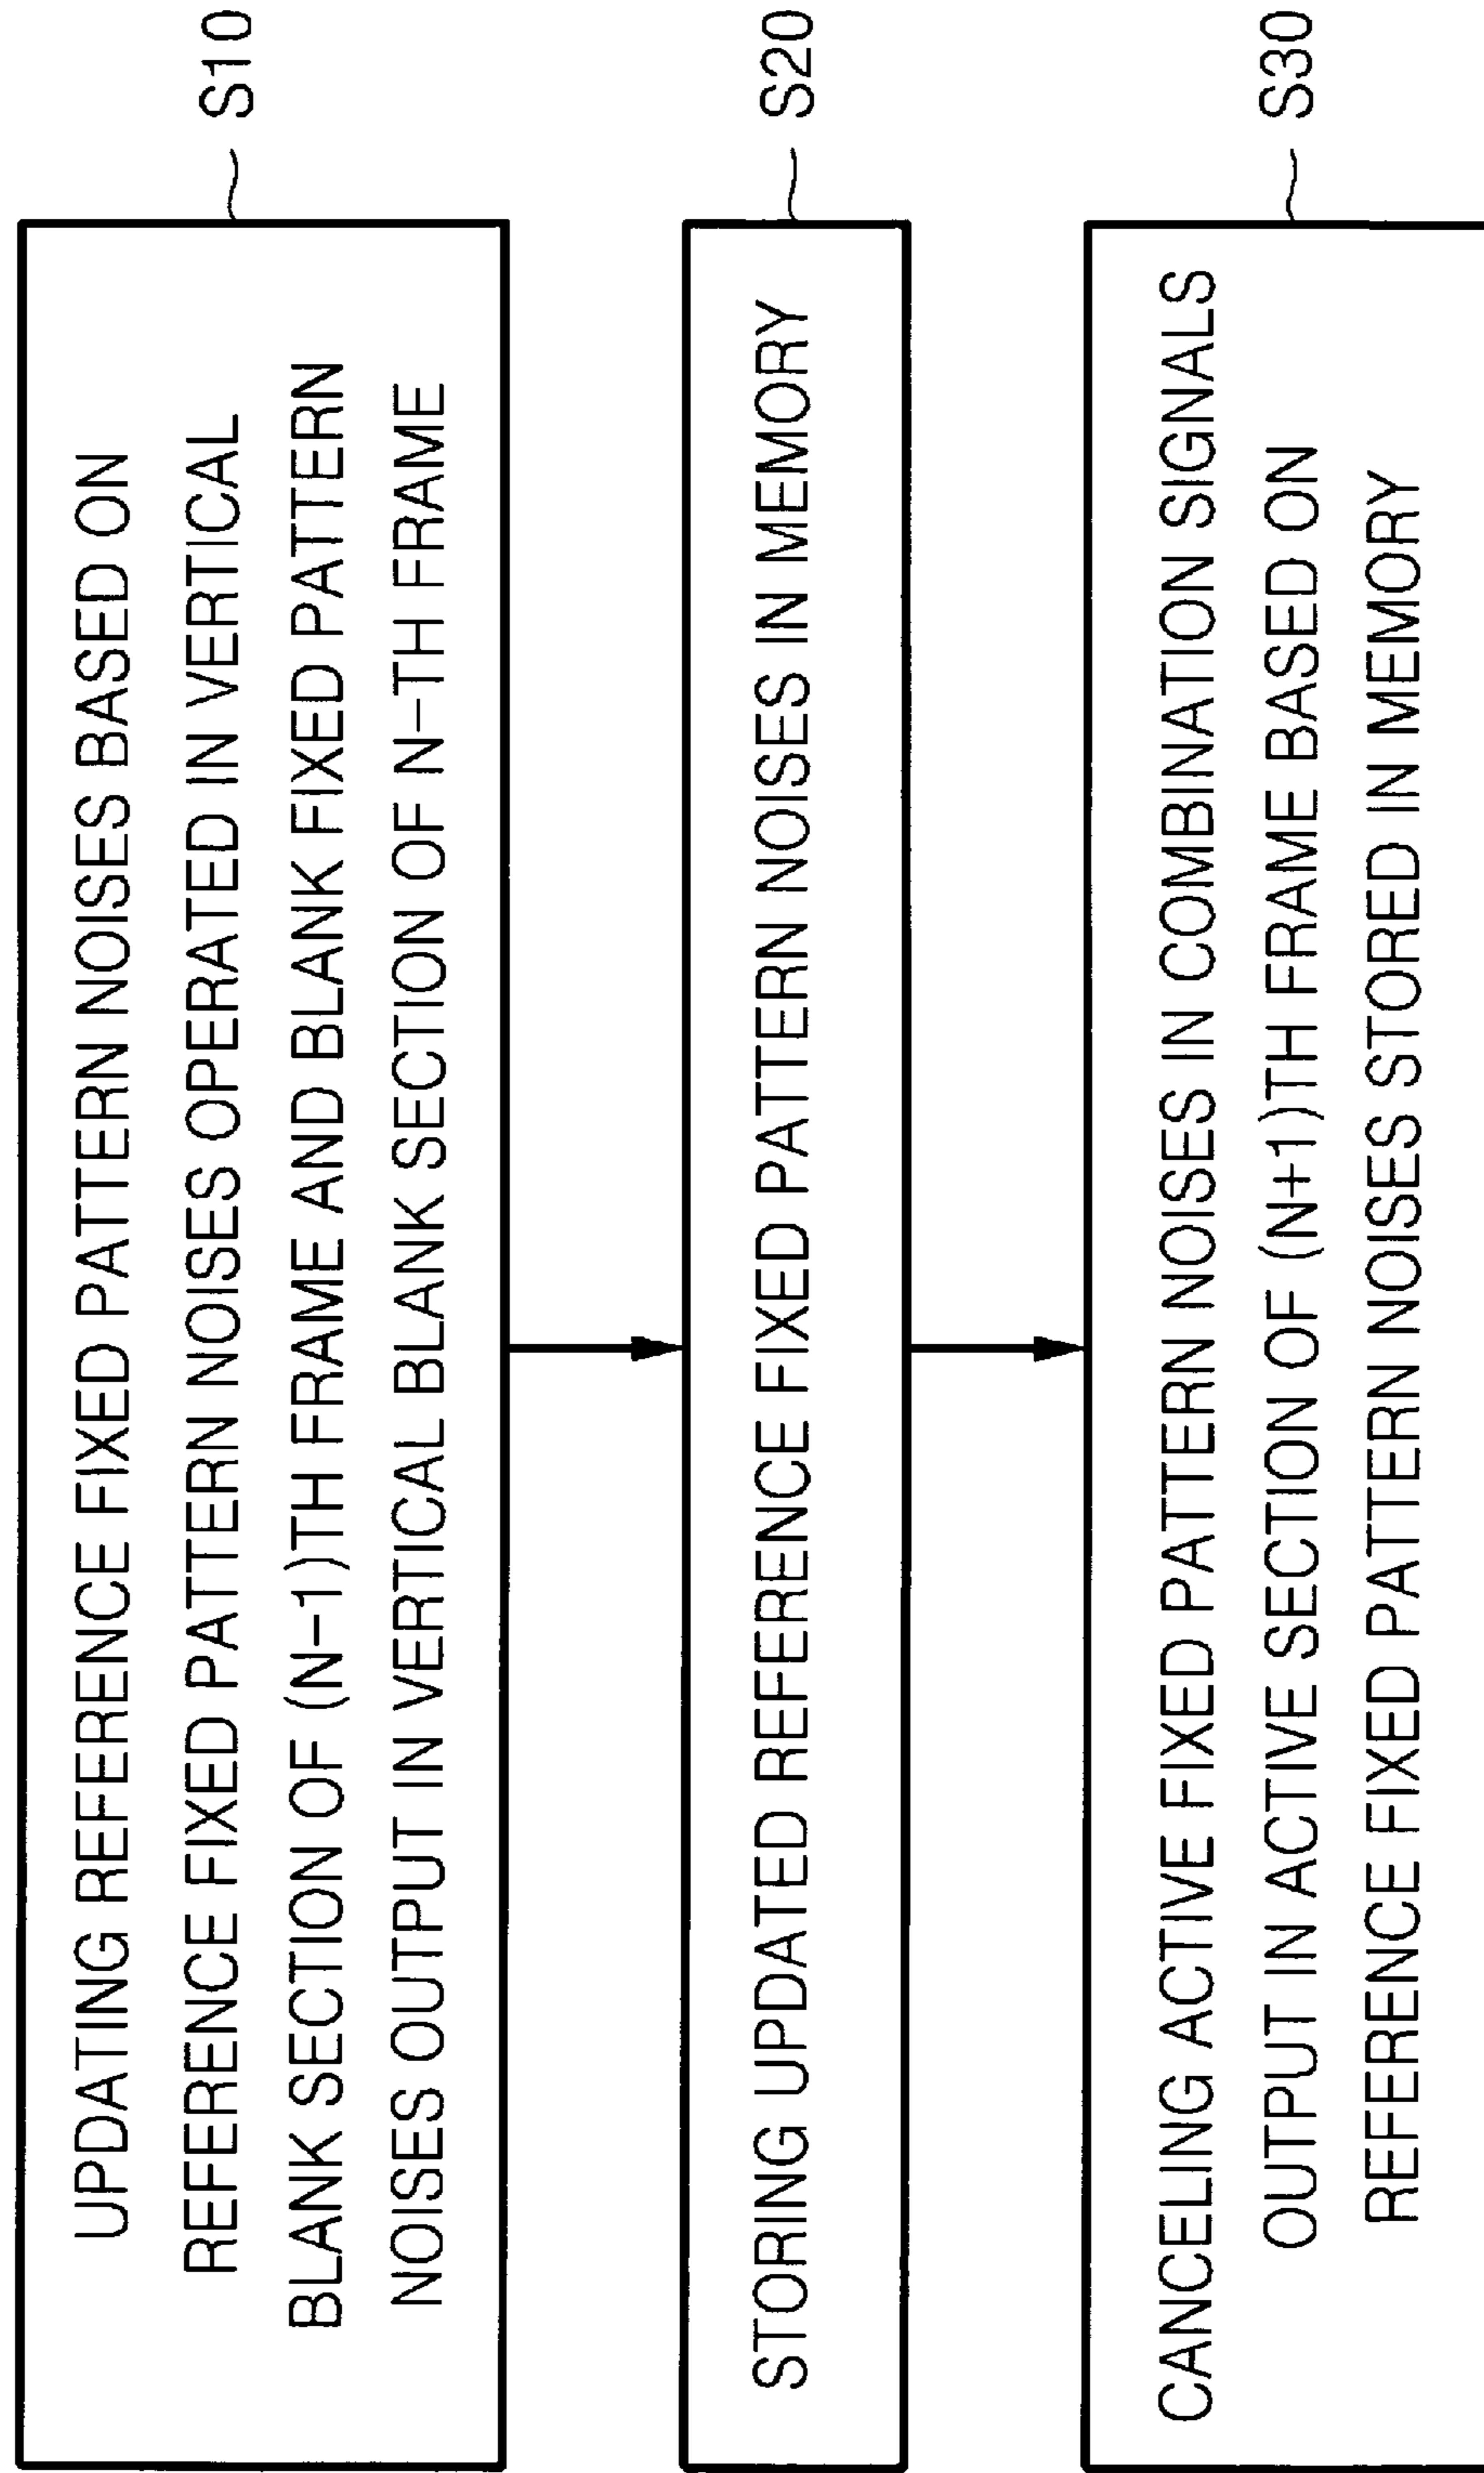 UPDATING REFERENCE FIXED PATTERN NOISES BASED ON
REFERENCE FIXED PATTERN NOISES OPERATED IN VERTICAL
BLANK SECTION OF (N-1)TH FRAME AND BLANK FIXED PATTERN
NOISES OUTPUT IN VERTICAL BLANK SECTION OF N-TH FRAME
S10
STORING UPDATED REFERENCE FIXED PATTERN NOISES IN MEMORY
S20
CANCELING ACTIVE FIXED PATTERN NOISES IN COMBINATION SIGNALS
OUTPUT IN ACTIVE SECTION OF (N+1)TH FRAME BASED ON
REFERENCE FIXED PATTERN NOISES STORED IN MEMORY
S30